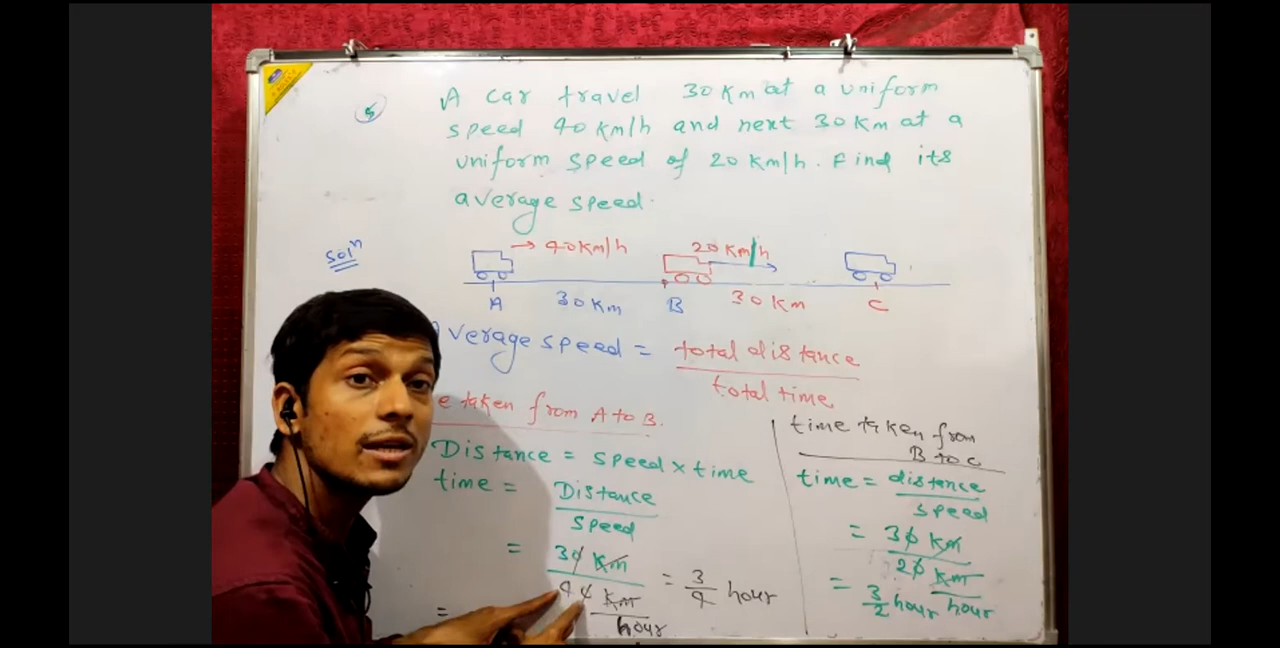 5
A car travel 30 Km at a uniform
speed 40 Km/h and next 30 Km at a
uniform speed of 20 Km/h. Find its
average speed.
Solⁿ
→ 40 Km/h
20 Km/h
A 30 Km B 30 Km C
verage speed = total distance / total time
e taken from A to B.
Distance = speed × time
time = Distance / Speed
= 30 Km / 40 Km/hour = 3/4 hour
=
time taken from
B to C
time = distance / speed
= 30 Km / 20 Km/hour
= 3/2 hour